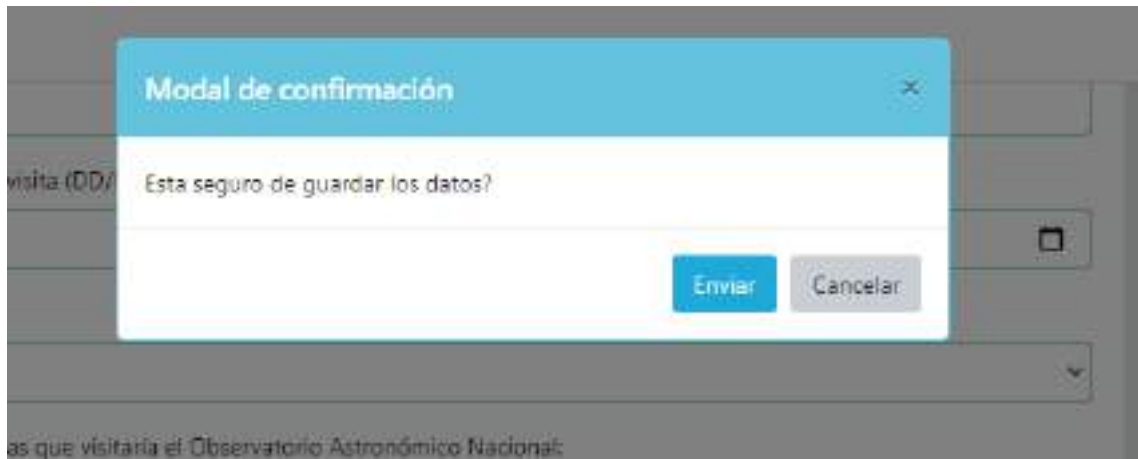 Modal de confirmación ×
visita (DD/
Esta seguro de guardar los datos?
Enviar Cancelar
as que visitaría el Observatorio Astronómico Nacional: